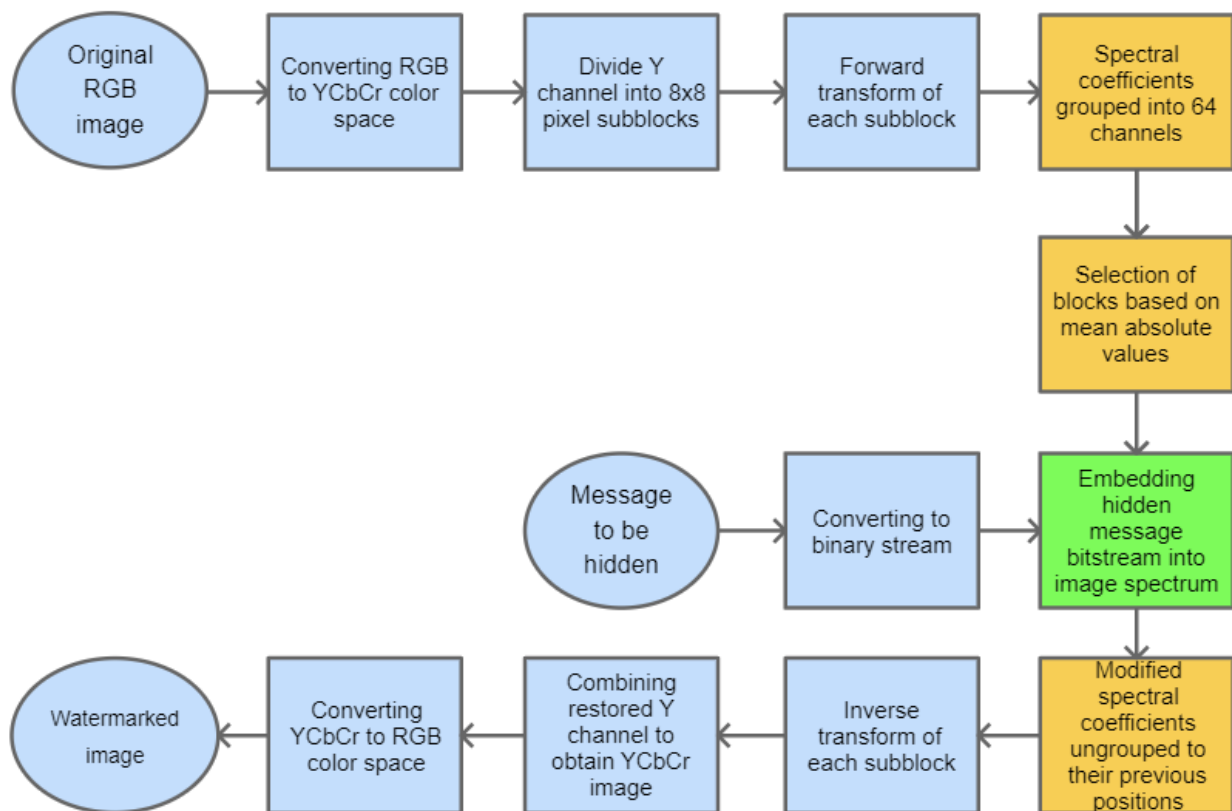 Original
RGB
image
Converting RGB
to YCbCr color
space
Divide Y
channel into 8x8
pixel subblocks
Forward
transform of
each subblock
Spectral
coefficients
grouped into 64
channels
Selection of
blocks based on
mean absolute
values
Message
to be
hidden
Converting to
binary stream
Embedding
hidden
message
bitstream into
image spectrum
Watermarked
image
Converting
YCbCr to RGB
color space
Combining
restored Y
channel to
obtain YCbCr
image
Inverse
transform of
each subblock
Modified
spectral
coefficients
ungrouped to
their previous
positions